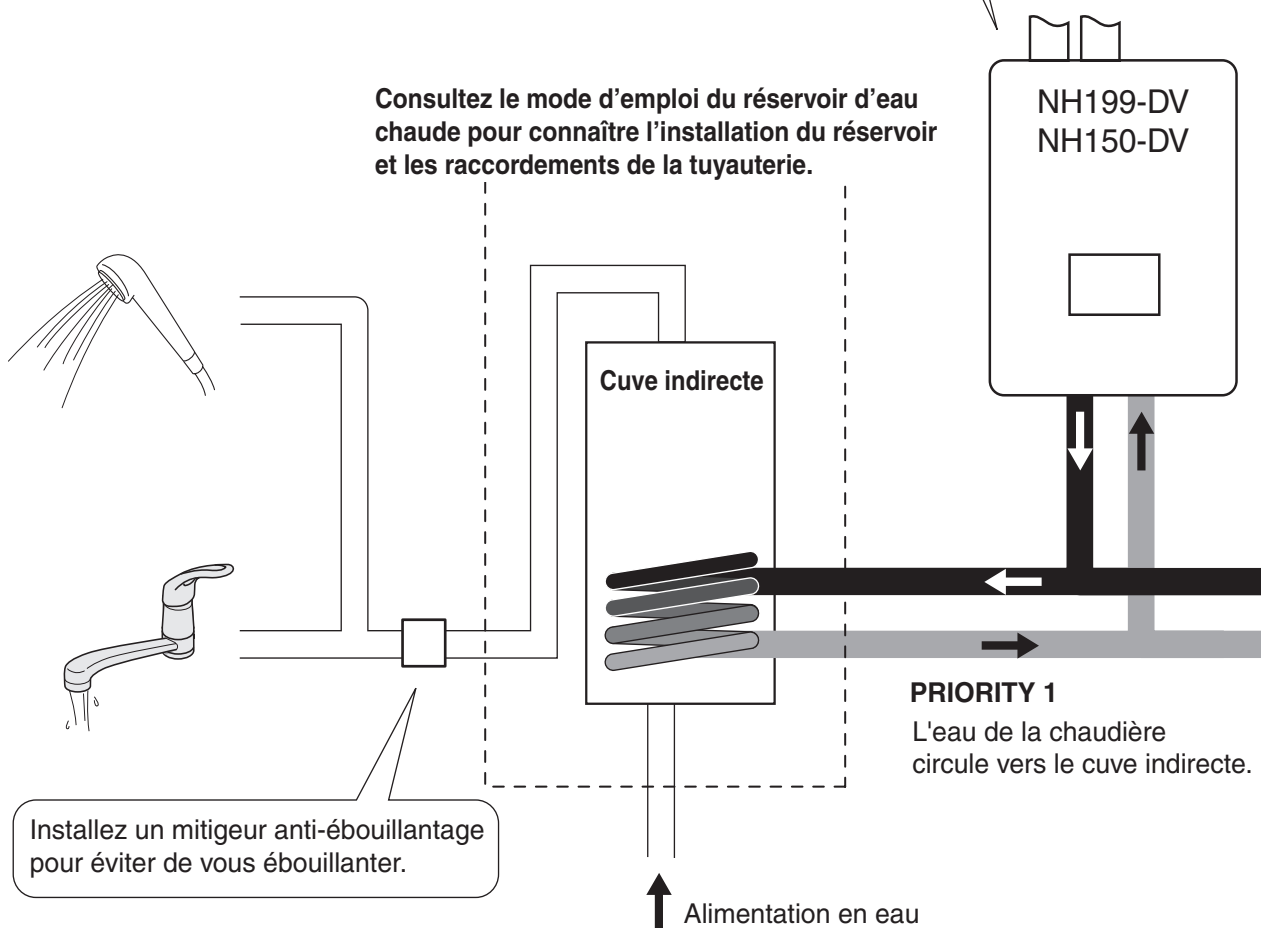 NH199-DV
NH150-DV
Consultez le mode d’emploi du réservoir d’eau
chaude pour connaître l’installation du réservoir
et les raccordements de la tuyauterie.
Cuve indirecte
PRIORITY 1
L'eau de la chaudière
circule vers le cuve indirecte.
Installez un mitigeur anti-ébouillantage
pour éviter de vous ébouillanter.
Alimentation en eau